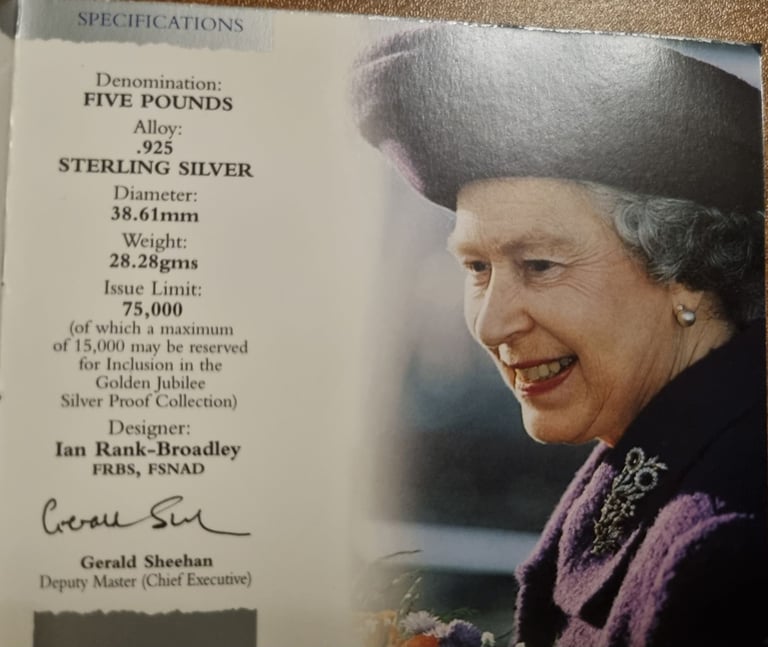 SPECIFICATIONS
Denomination:
FIVE POUNDS
Alloy:
.925
STERLING SILVER
Diameter:
38.61mm
Weight:
28.28gms
Issue Limit:
75,000
(of which a maximum
of 15,000 may be reserved
for Inclusion in the
Golden Jubilee
Silver Proof Collection)
Designer:
Ian Rank-Broadley
FRBS, FSNAD
Gerald Sheehan
Deputy Master (Chief Executive)